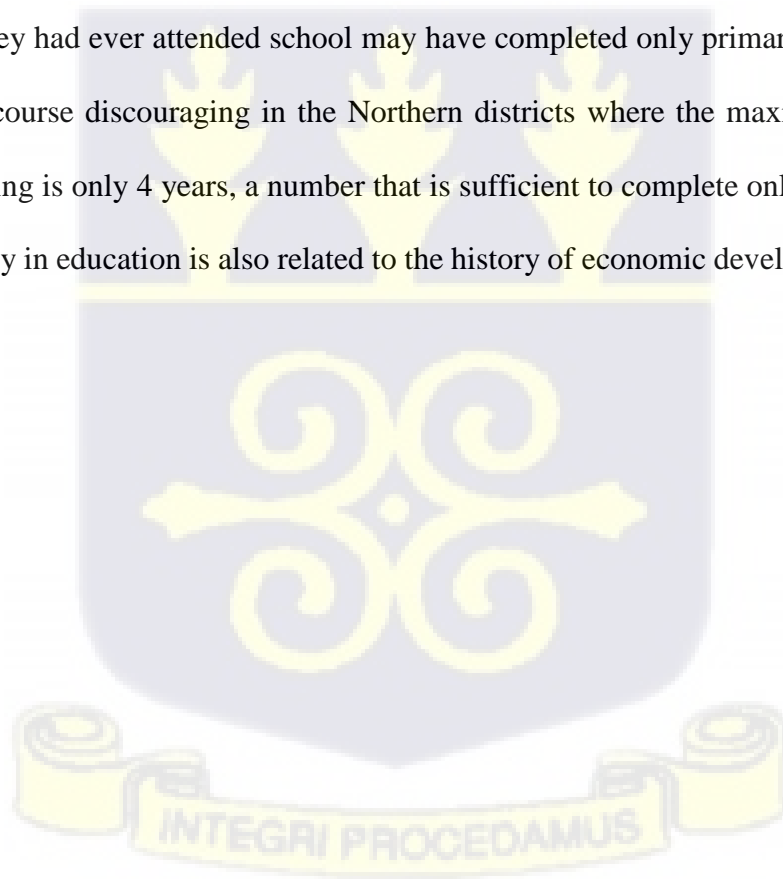 ey had ever attended school may have completed only primar
course discouraging in the Northern districts where the max
ng is only 4 years, a number that is sufficient to complete onl
y in education is also related to the history of economic devel
INTEGRI PROCEDAMUS